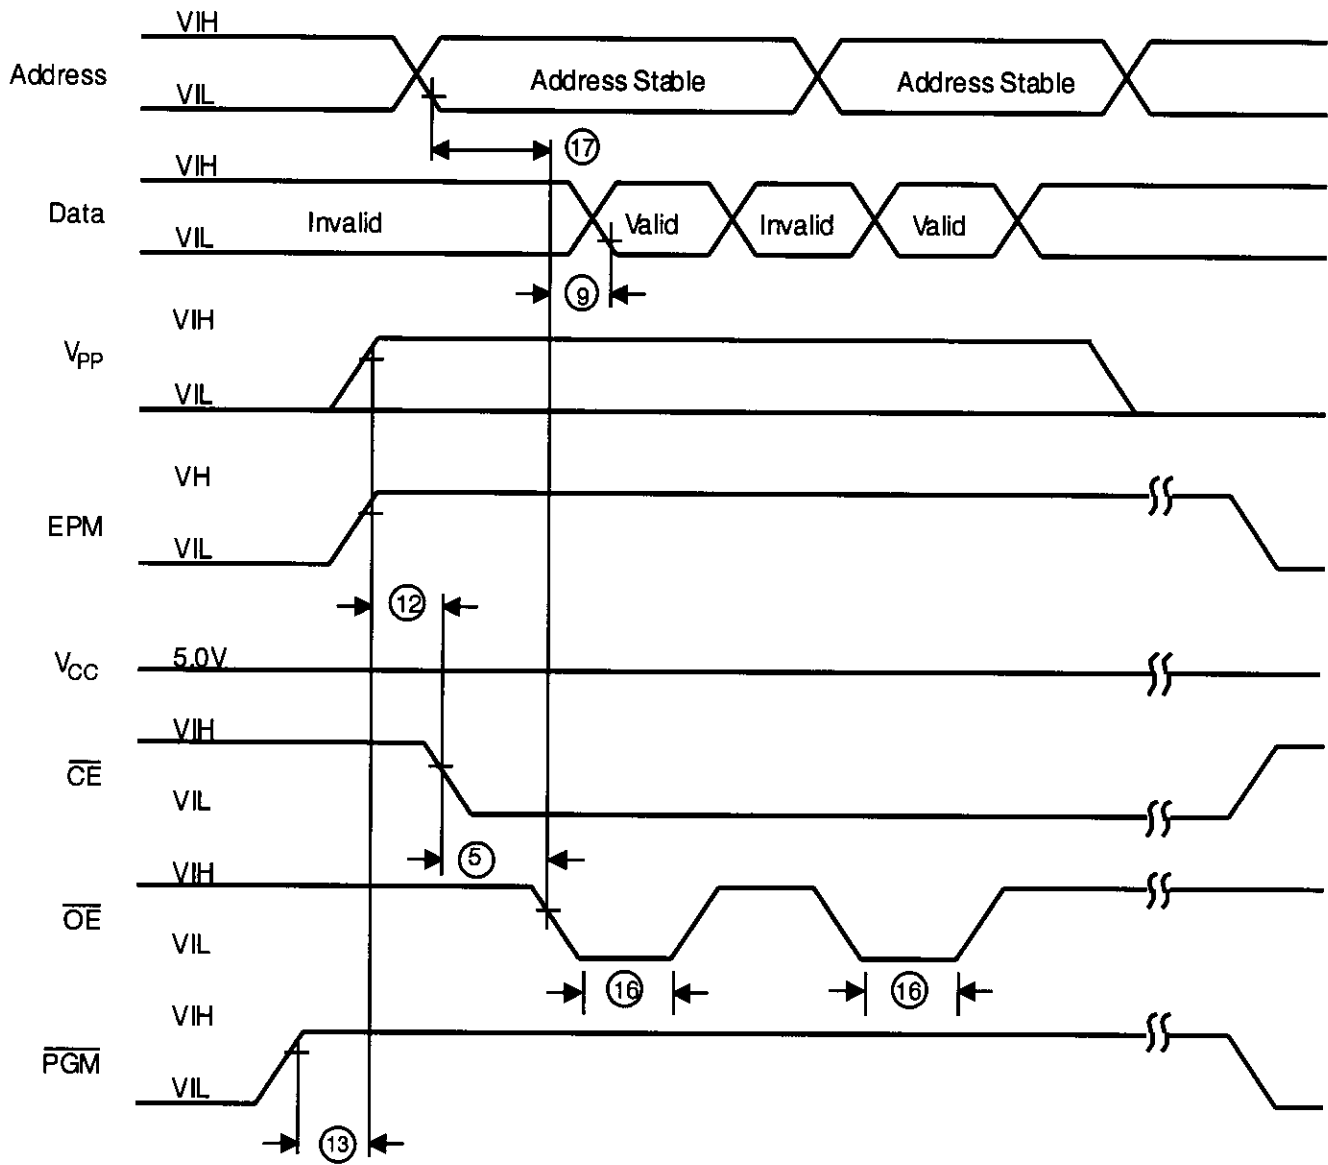 VIH
Address
VIL
Address Stable
Address Stable
17
VIH
Data
VIL
Invalid
Valid
Invalid
Valid
9
VIH
VPP
VIL
VH
EPM
VIL
12
VCC
5.0V
VIH
CE
VIL
5
VIH
OE
VIL
16
16
VIH
PGM
VIL
13